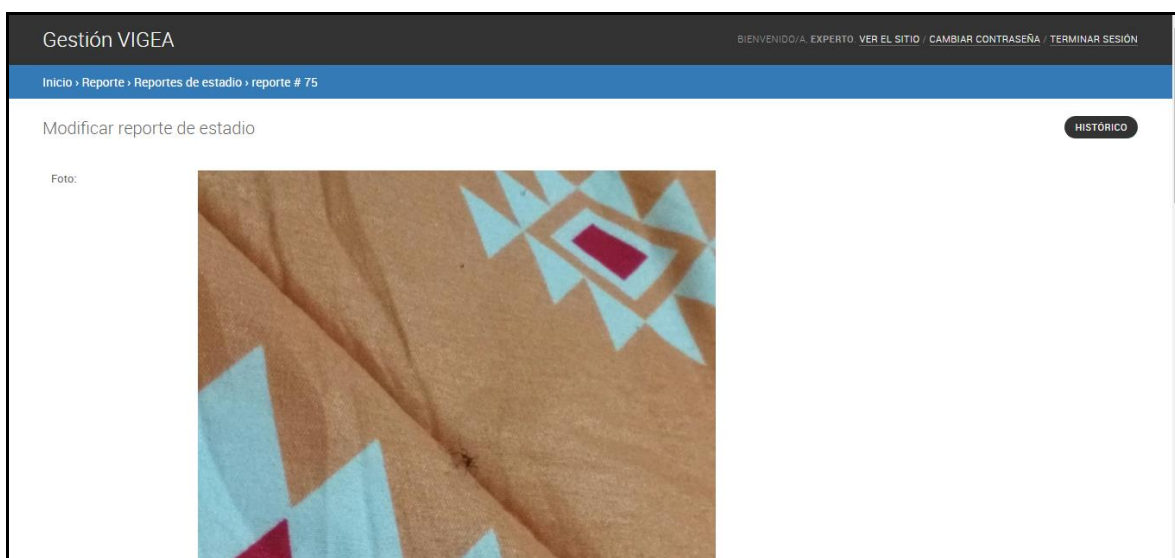 Gestión VIGEA
BIENVENIDO/A, EXPERTO. VER EL SITIO / CAMBIAR CONTRASEÑA / TERMINAR SESIÓN
Inicio › Reporte › Reportes de estadio › reporte # 75
Modificar reporte de estadio
HISTÓRICO
Foto: